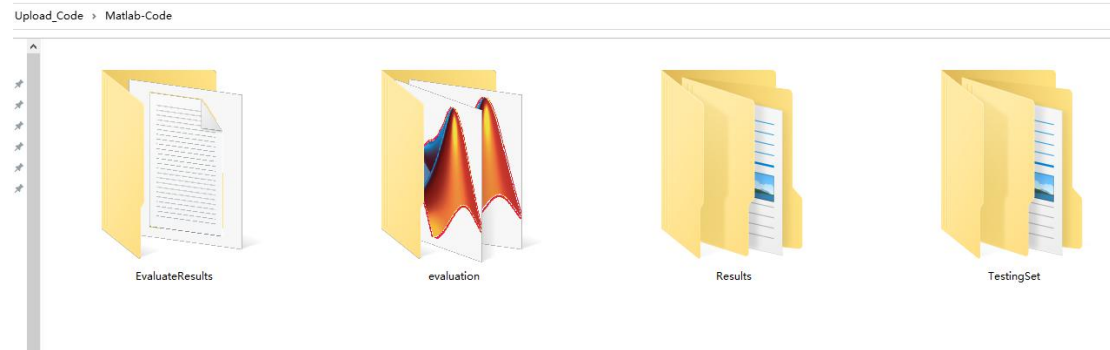 Upload_Code > Matlab-Code
EvaluateResults
evaluation
Results
TestingSet